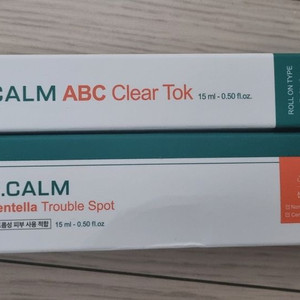 .CALM ABC Clear Tok 15 ml - 0.50 fl.oz.
ROLL ON TYPE
.CALM
entella Trouble Spot
15 ml - 0.50 fl.oz